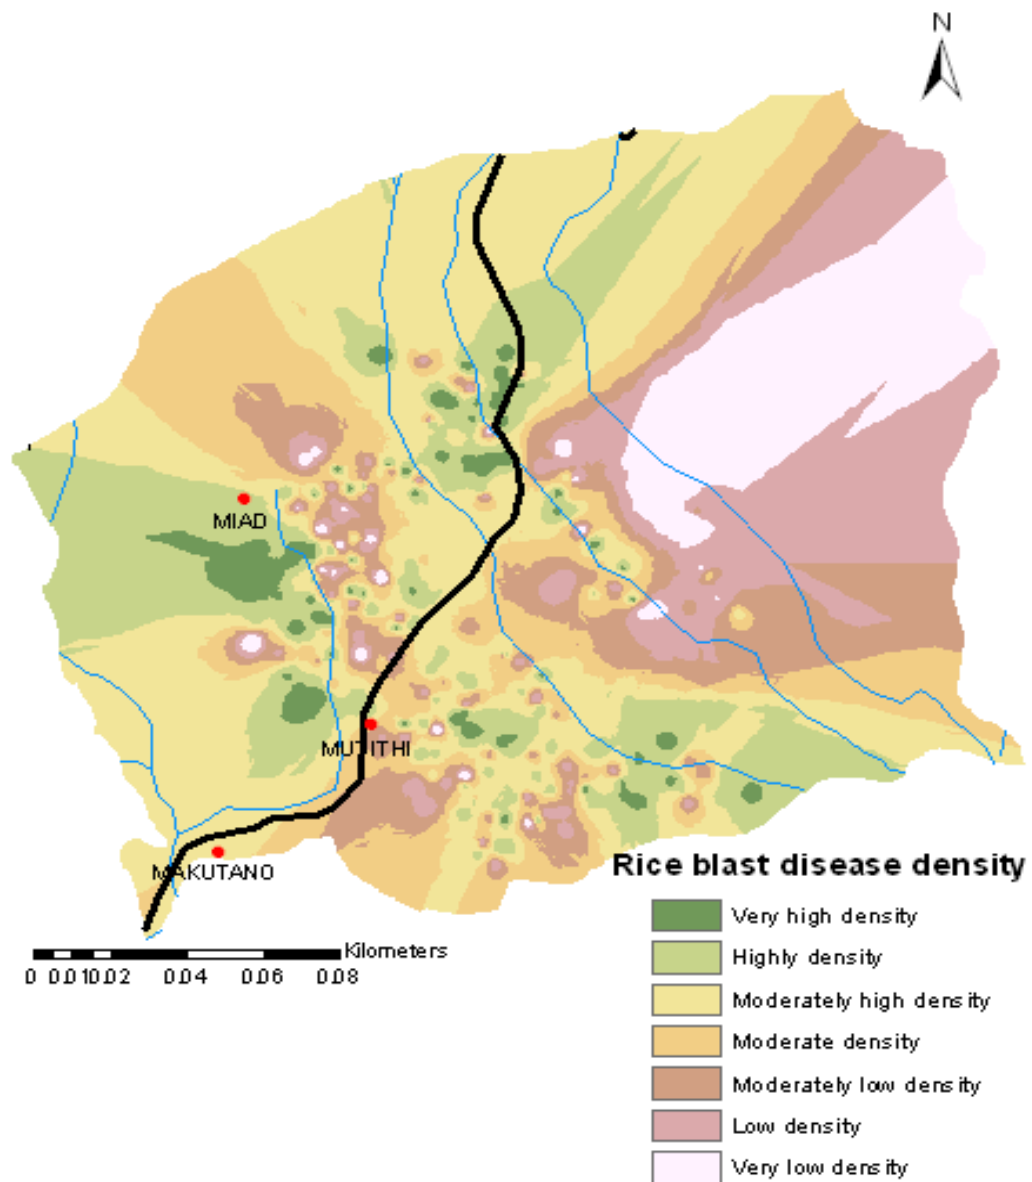 N
MIAD
MUTITHI
MAKUTANO
Rice blast disease density
Very high density
Highly density
Moderately high density
Moderate density
Moderately low density
Low density
Very low density
Kilometers
0 0.010.02 0.04 0.06 0.08